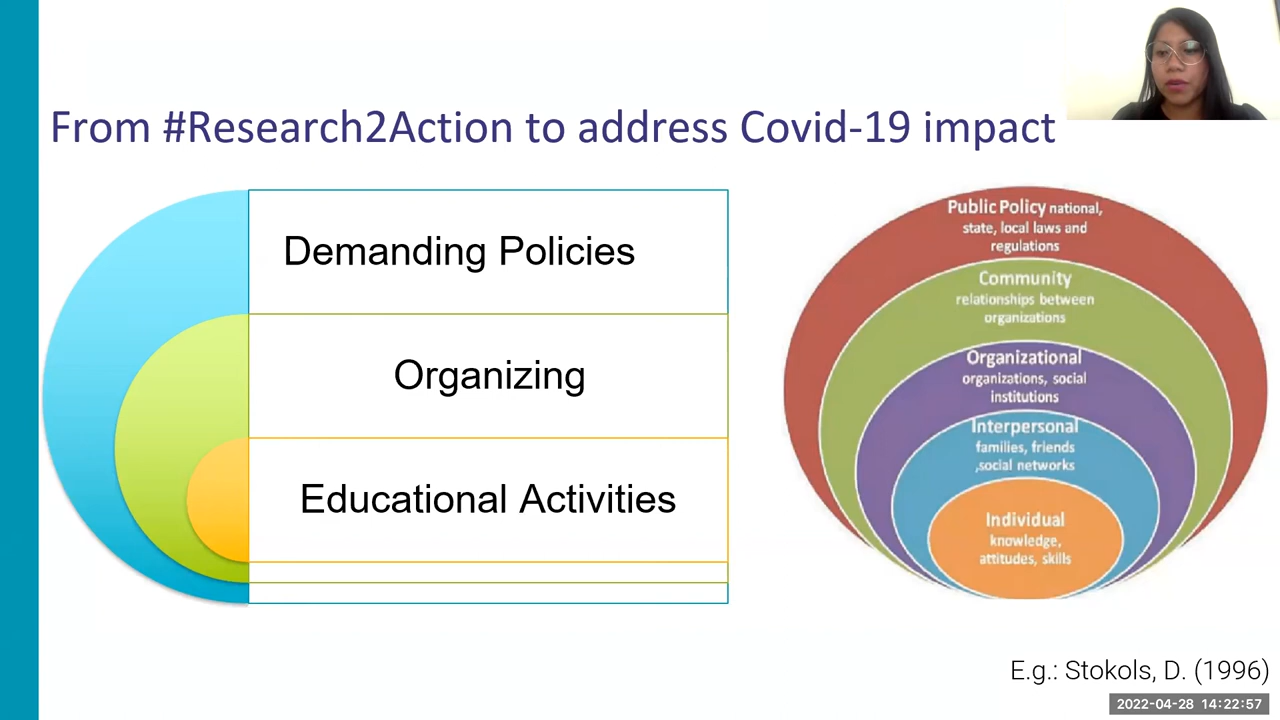 From #Research2Action to address Covid-19 impact
Demanding Policies
Organizing
Educational Activities
Public Policy national,
state, local laws and
regulations
Community
relationships between
organizations
Organizational
organizations, social
institutions
Interpersonal
families, friends
,social networks
Individual
knowledge,
attitudes, skills
E.g.: Stokols, D. (1996)
2022-04-28 14:22:57